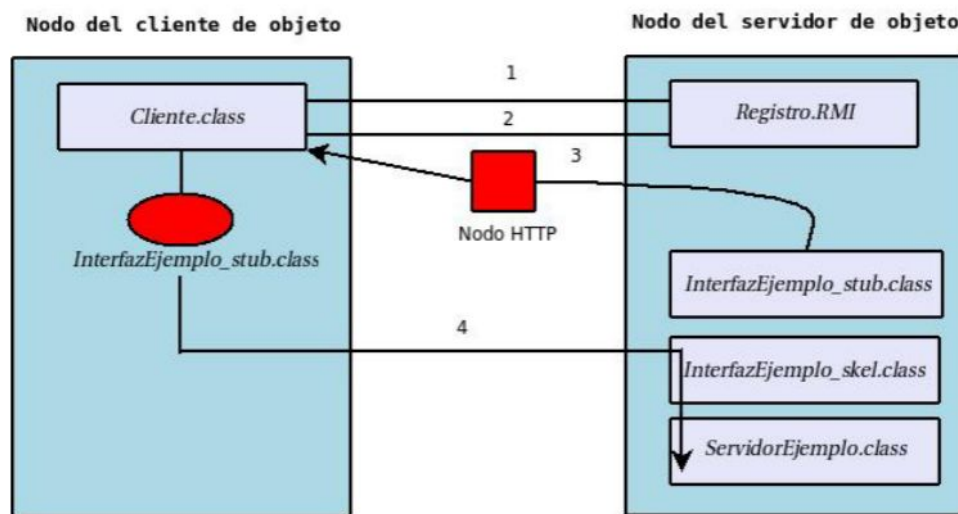 Nodo del cliente de objeto
Nodo del servidor de objeto
1
Cliente.class
Registro.RMI
2
3
Nodo HTTP
InterfazEjemplo_stub.class
InterfazEjemplo_stub.class
4
InterfazEjemplo_skel.class
ServidorEjemplo.class